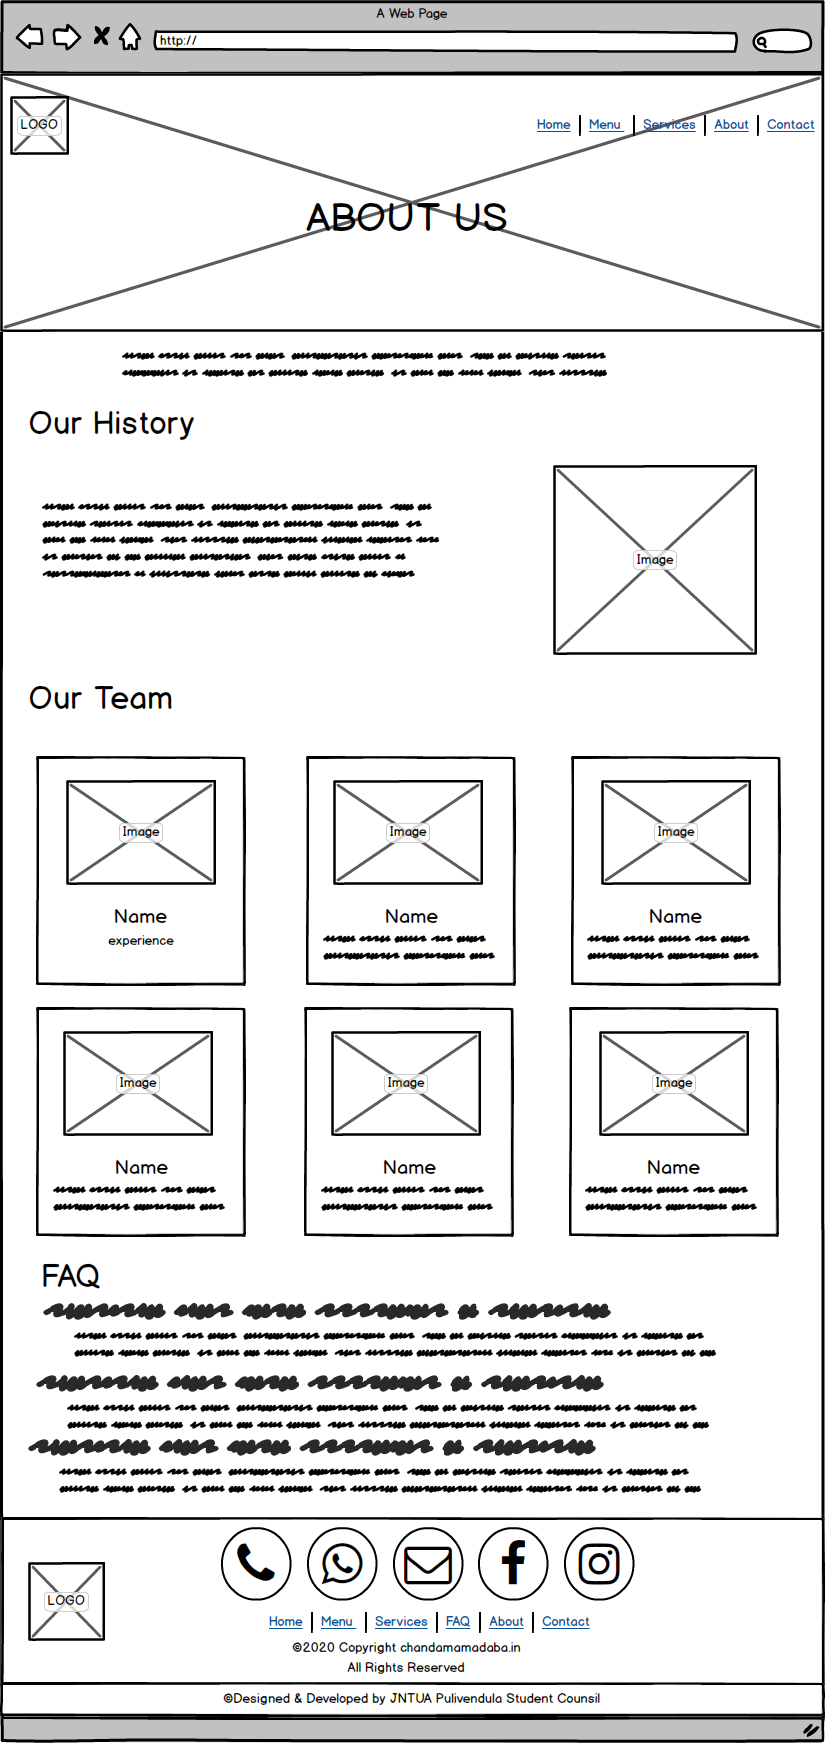 A Web Page
http://
LOGO
Home Menu Services About Contact
ABOUT US
Our History
Image
Our Team
Image Image Image
Name Name Name
experience
Image Image Image
Name Name Name
FAQ
LOGO
Home Menu Services FAQ About Contact
©2020 Copyright chandamamadaba.in
All Rights Reserved
©Designed & Developed by JNTUA Pulivendula Student Counsil